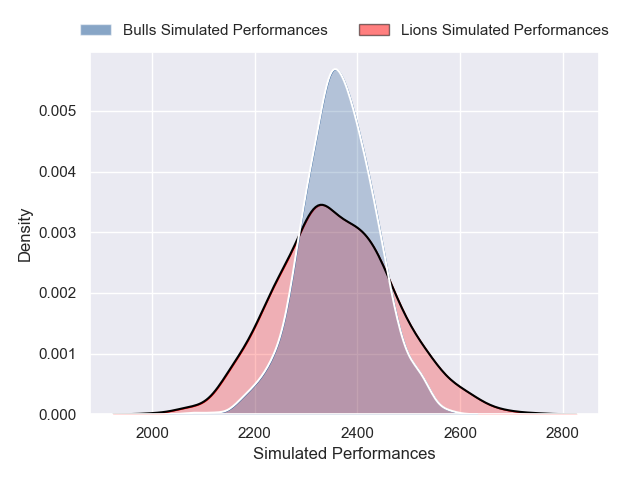 Bulls Simulated Performances Lions Simulated Performances
0.005
0.004
0.003
0.002
0.001
0.000
Density
2000 2200 2400 2600 2800
Simulated Performances